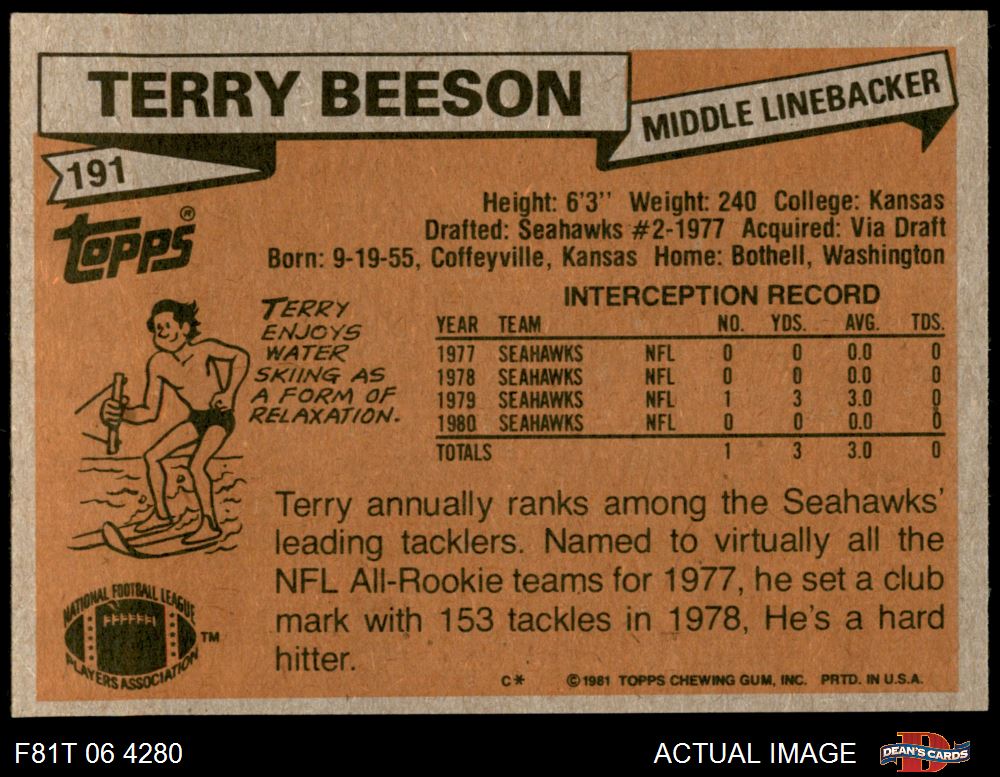 TERRY BEESON
MIDDLE LINEBACKER
191
topps®
Height: 6'3'' Weight: 240 College: Kansas
Drafted: Seahawks #2-1977 Acquired: Via Draft
Born: 9-19-55, Coffeyville, Kansas Home: Bothell, Washington
TERRY
ENJOYS
WATER
SKIING AS
A FORM OF
RELAXATION.
INTERCEPTION RECORD
YEAR TEAM NO. YDS. AVG. TDS.
1977 SEAHAWKS NFL 0 0 0.0 0
1978 SEAHAWKS NFL 0 0 0.0 0
1979 SEAHAWKS NFL 1 3 3.0 0
1980 SEAHAWKS NFL 0 0 0.0 0
TOTALS 1 3 3.0 0
Terry annually ranks among the Seahawks'
leading tacklers. Named to virtually all the
NFL All-Rookie teams for 1977, he set a club
mark with 153 tackles in 1978, He's a hard
hitter.
NATIONAL FOOTBALL LEAGUE
PLAYERS ASSOCIATION
TM
C* ©1981 TOPPS CHEWING GUM, INC. PRTD. IN U.S.A.
F81T 06 4280
ACTUAL IMAGE
D
DEAN'S CARDS